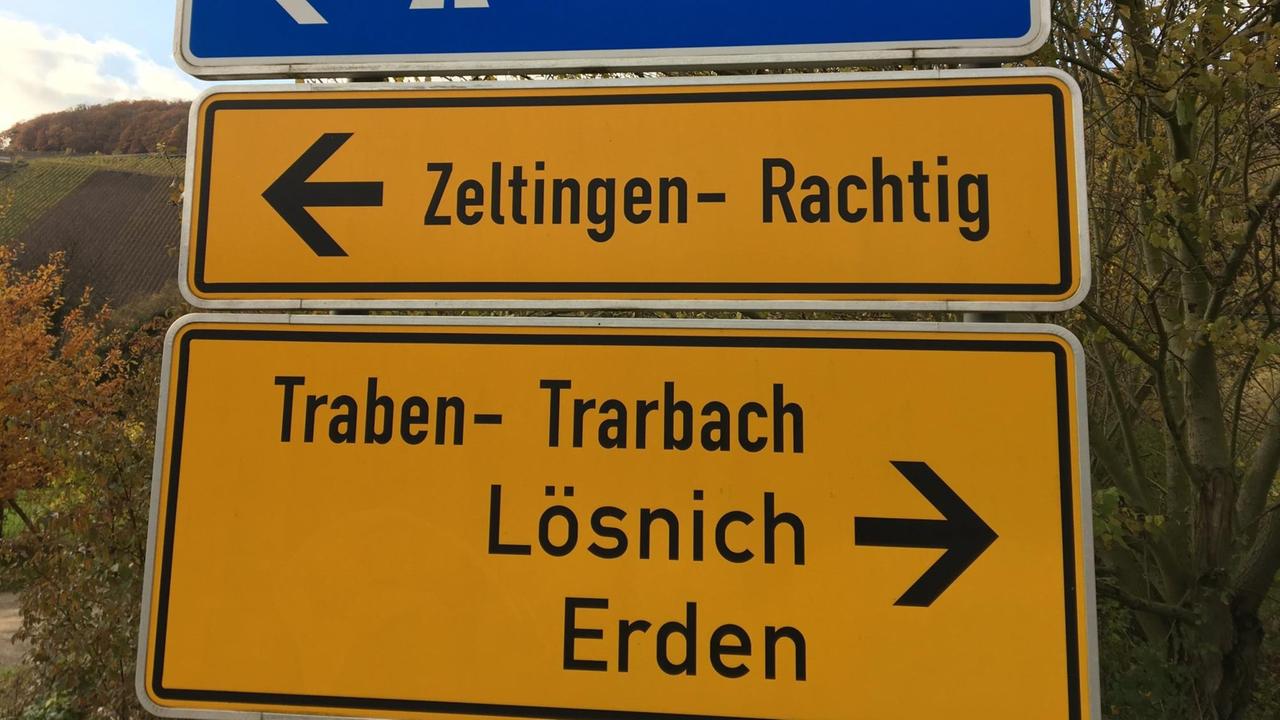 Zeltingen- Rachtig
Traben- Trarbach
Lösnich
Erden